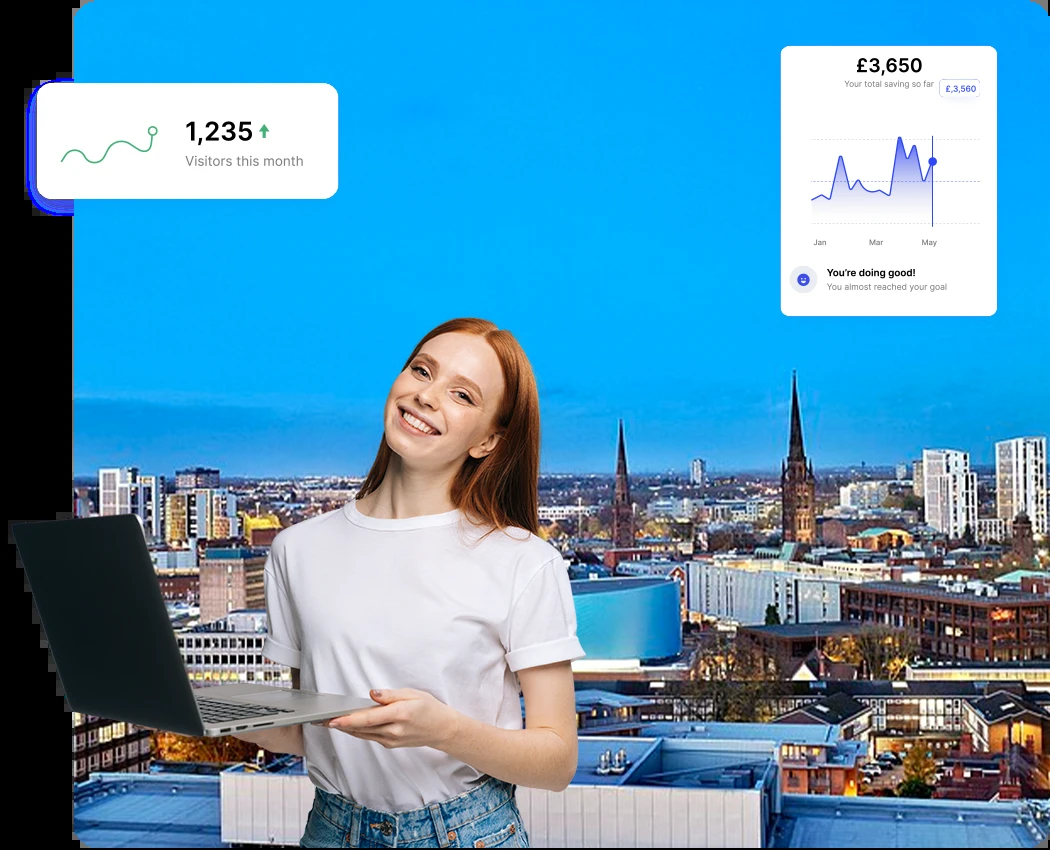 1,235
Visitors this month
£3,650
Your total saving so far
£,3,560
Jan Mar May
You're doing good!
You almost reached your goal